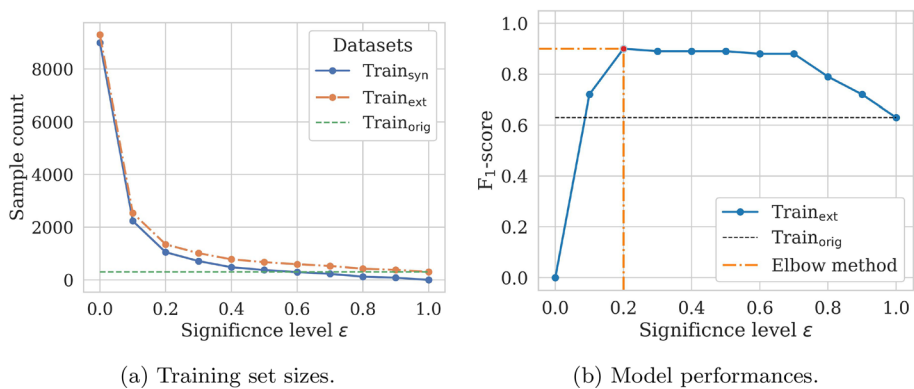 Sample count
8000
6000
4000
2000
0
0.0 0.2 0.4 0.6 0.8 1.0
Significnce level ε
Datasets
Train_syn
Train_ext
Train_orig
(a) Training set sizes.
F₁-score
1.0
0.8
0.6
0.4
0.2
0.0
0.0 0.2 0.4 0.6 0.8 1.0
Significnce level ε
Train_ext
Train_orig
Elbow method
(b) Model performances.